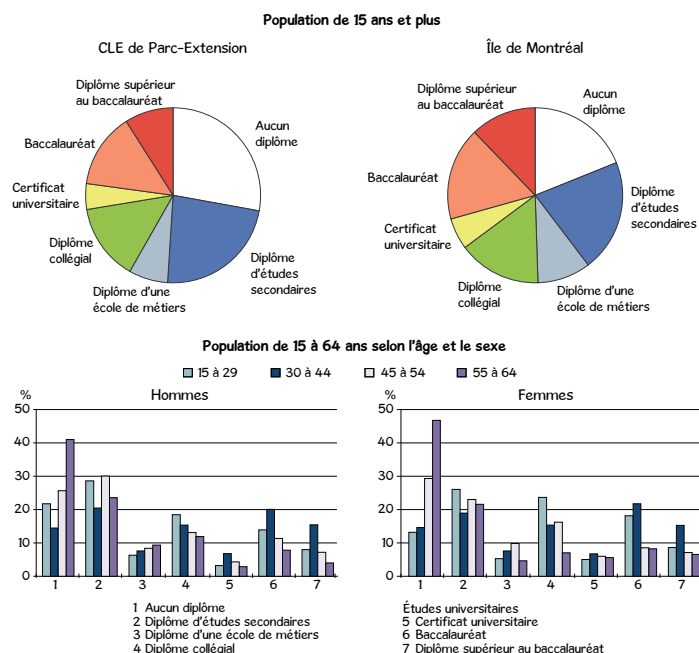 Population de 15 ans et plus
CLE de Parc-Extension
Île de Montréal
Diplôme supérieur
au baccalauréat
Aucun
diplôme
Baccalauréat
Certificat
universitaire
Diplôme
collégial
Diplôme d'une
école de métiers
Diplôme
d'études
secondaires
Diplôme supérieur
au baccalauréat
Aucun
diplôme
Baccalauréat
Certificat
universitaire
Diplôme
collégial
Diplôme d'une
école de métiers
Diplôme
d'études
secondaires
Population de 15 à 64 ans selon l'âge et le sexe
15 à 29 30 à 44 45 à 54 55 à 64
% Hommes
50
40
30
20
10
0
1 2 3 4 5 6 7
% Femmes
50
40
30
20
10
0
1 2 3 4 5 6 7
1 Aucun diplôme
2 Diplôme d'études secondaires
3 Diplôme d'une école de métiers
4 Diplôme collégial
Études universitaires
5 Certificat universitaire
6 Baccalauréat
7 Diplôme supérieur au baccalauréat